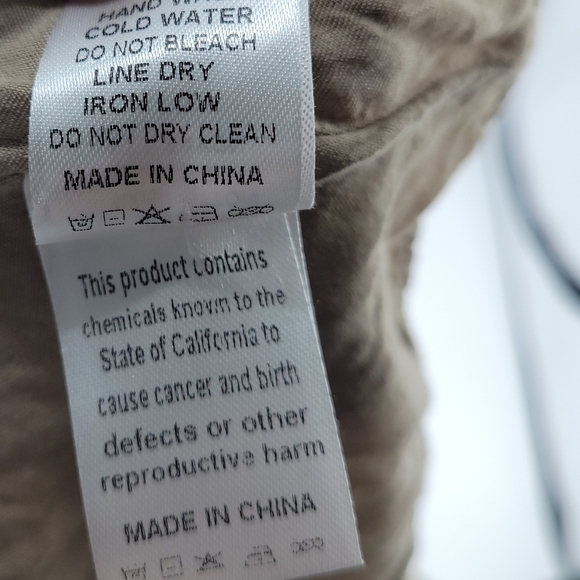 HAND
COLD WATER
DO NOT BLEACH
LINE DRY
IRON LOW
DO NOT DRY CLEAN
MADE IN CHINA
This product contains
chemicals known to the
State of California to
cause cancer and birth
defects or other
reproductive harm
MADE IN CHINA